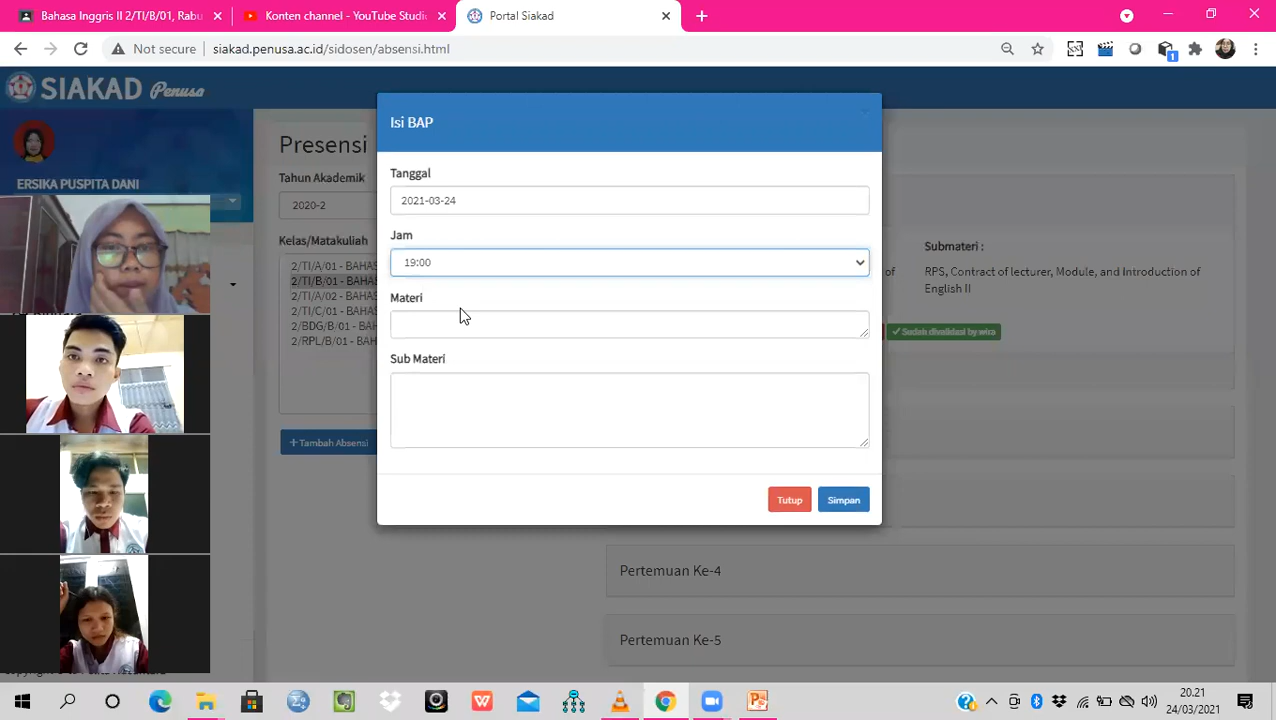 Bahasa Inggris II 2/TI/B/01, Rabu
Konten channel - YouTube Studio
Portal Siakad
Not secure
siakad.penusa.ac.id/sidosen/absensi.html
1
SIAKAD Penusa
ERSIKA PUSPITA DANI
Presensi
Tahun Akademik
2020-2
Kelas/Matakuliah
2/TI/A/01 - BAHAS
2/TI/B/01 - BAHAS
2/TI/A/02 - BAHAS
2/TI/C/01 - BAHAS
2/BDG/B/01 - BAH
2/RPL/B/01 - BAH
+ Tambah Absensi
Isi BAP
Tanggal
2021-03-24
Jam
19:00
Materi
Sub Materi
Tutup
Simpan
Submateri :
of
RPS, Contract of lecturer, Module, and Introduction of
English II
Sudah divalidasi by wira
Pertemuan Ke-4
Pertemuan Ke-5
20.21
24/03/2021